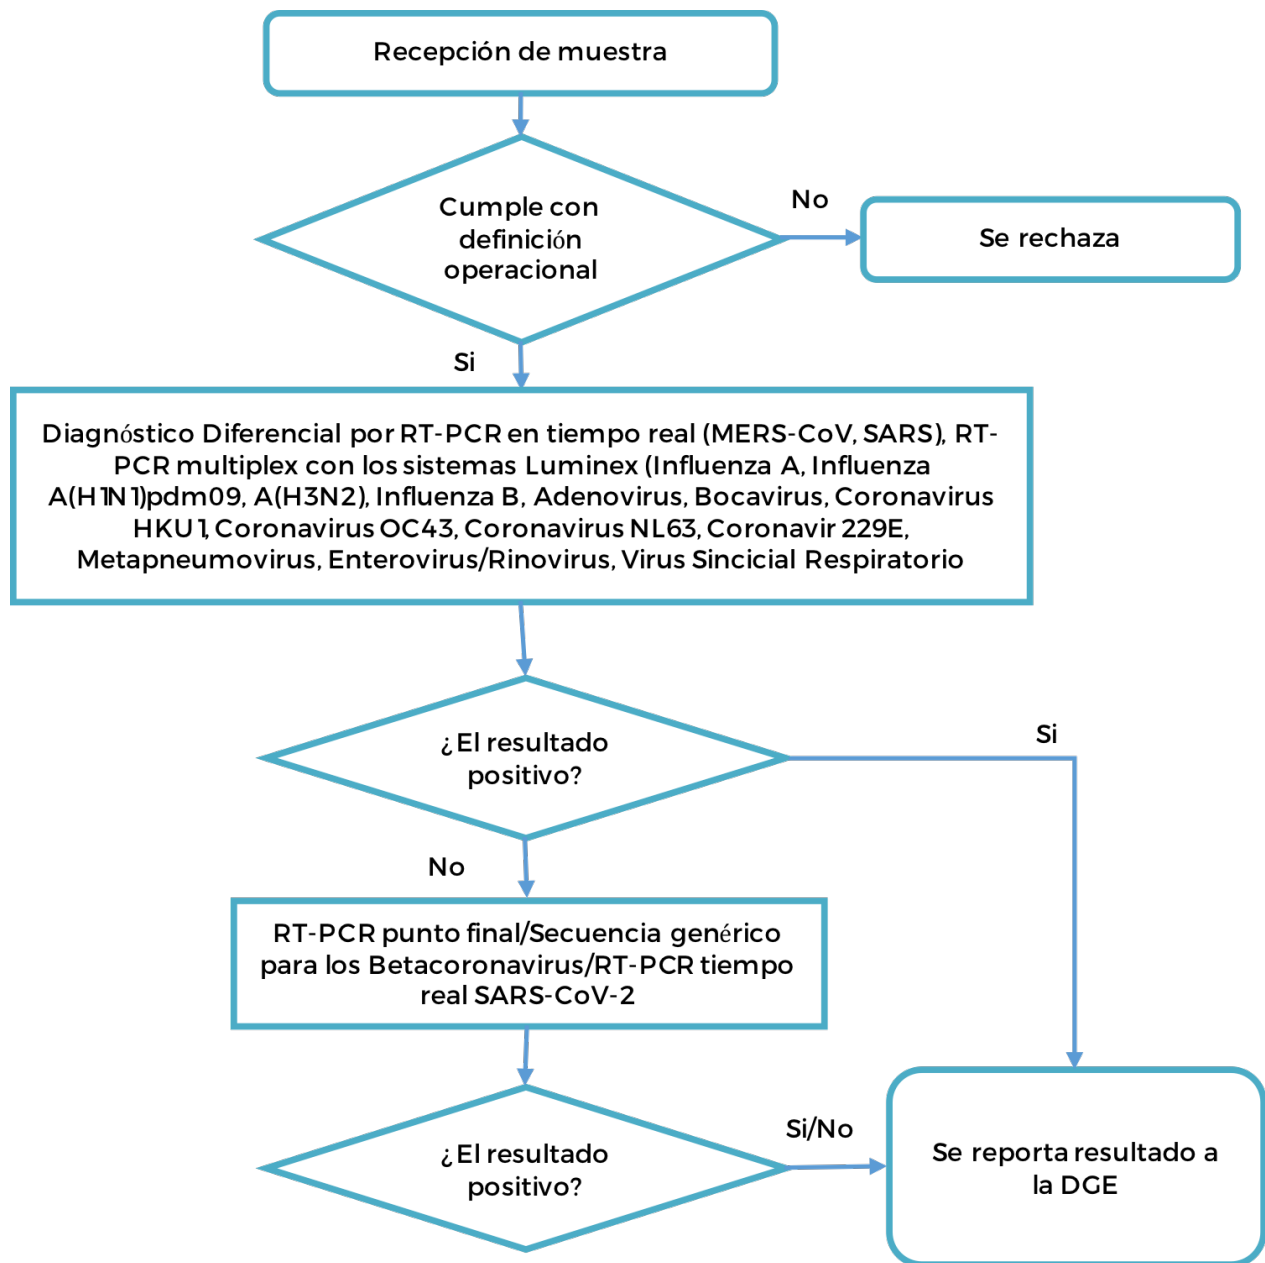 Recepción de muestra
Cumple con
definición
operacional
No
Se rechaza
Si
Diagnóstico Diferencial por RT-PCR en tiempo real (MERS-CoV, SARS), RT-
PCR multiplex con los sistemas Luminex (Influenza A, Influenza
A(H1N1)pdm09, A(H3N2), Influenza B, Adenovirus, Bocavirus, Coronavirus
HKU1, Coronavirus OC43, Coronavirus NL63, Coronavir 229E,
Metapneumovirus, Enterovirus/Rinovirus, Virus Sincicial Respiratorio
¿El resultado
positivo?
Si
No
RT-PCR punto final/Secuencia genérico
para los Betacoronavirus/RT-PCR tiempo
real SARS-CoV-2
¿El resultado
positivo?
Si/No
Se reporta resultado a
la DGE